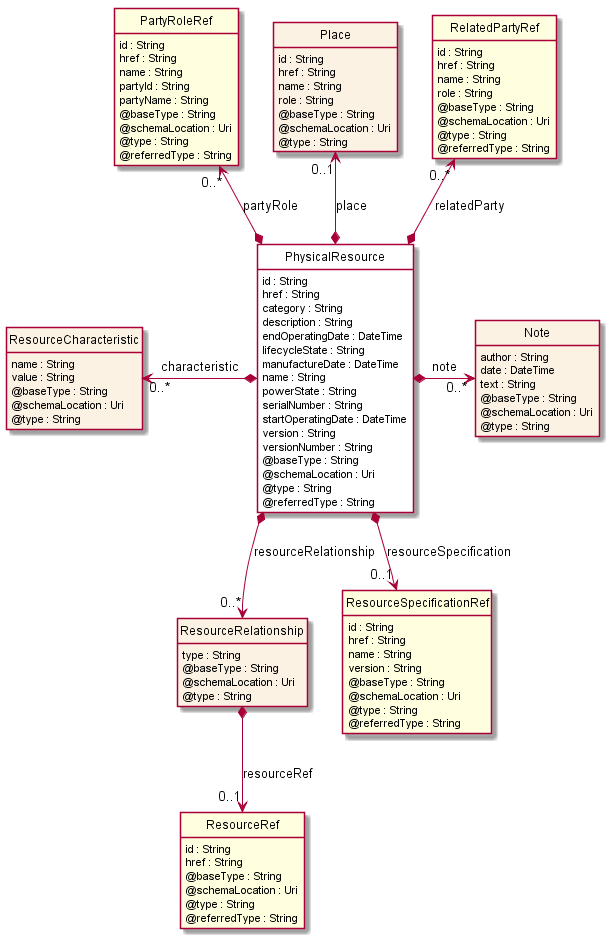 PartyRoleRef
id : String
href : String
name : String
partyId : String
partyName : String
@baseType : String
@schemaLocation : Uri
@type : String
@referredType : String
Place
id : String
href : String
name : String
role : String
@baseType : String
@schemaLocation : Uri
@type : String
RelatedPartyRef
id : String
href : String
name : String
role : String
@baseType : String
@schemaLocation : Uri
@type : String
@referredType : String
0..*
0..1
0..*
partyRole
place
relatedParty
PhysicalResource
id : String
href : String
category : String
description : String
endOperatingDate : DateTime
lifecycleState : String
manufactureDate : DateTime
name : String
powerState : String
serialNumber : String
startOperatingDate : DateTime
version : String
versionNumber : String
@baseType : String
@schemaLocation : Uri
@type : String
@referredType : String
ResourceCharacteristic
name : String
value : String
@baseType : String
@schemaLocation : Uri
@type : String
characteristic
0..*
note
0..*
Note
author : String
date : DateTime
text : String
@baseType : String
@schemaLocation : Uri
@type : String
resourceRelationship
resourceSpecification
0..*
0..1
ResourceRelationship
type : String
@baseType : String
@schemaLocation : Uri
@type : String
ResourceSpecificationRef
id : String
href : String
name : String
version : String
@baseType : String
@schemaLocation : Uri
@type : String
@referredType : String
resourceRef
0..1
ResourceRef
id : String
href : String
@baseType : String
@schemaLocation : Uri
@type : String
@referredType : String